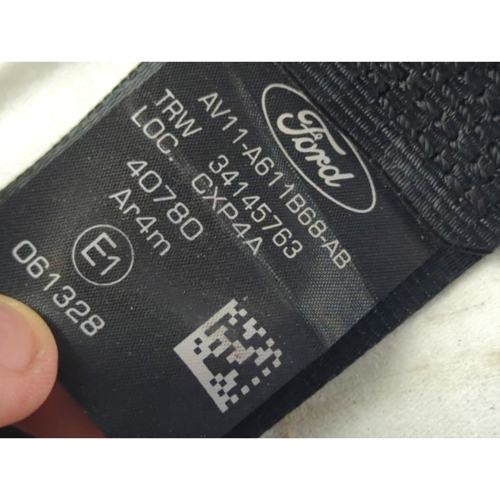 Ford
AV11-A611B68-AB
TRW 34145763
LOC. CXP4A
40780
Ar4m
E1
061328